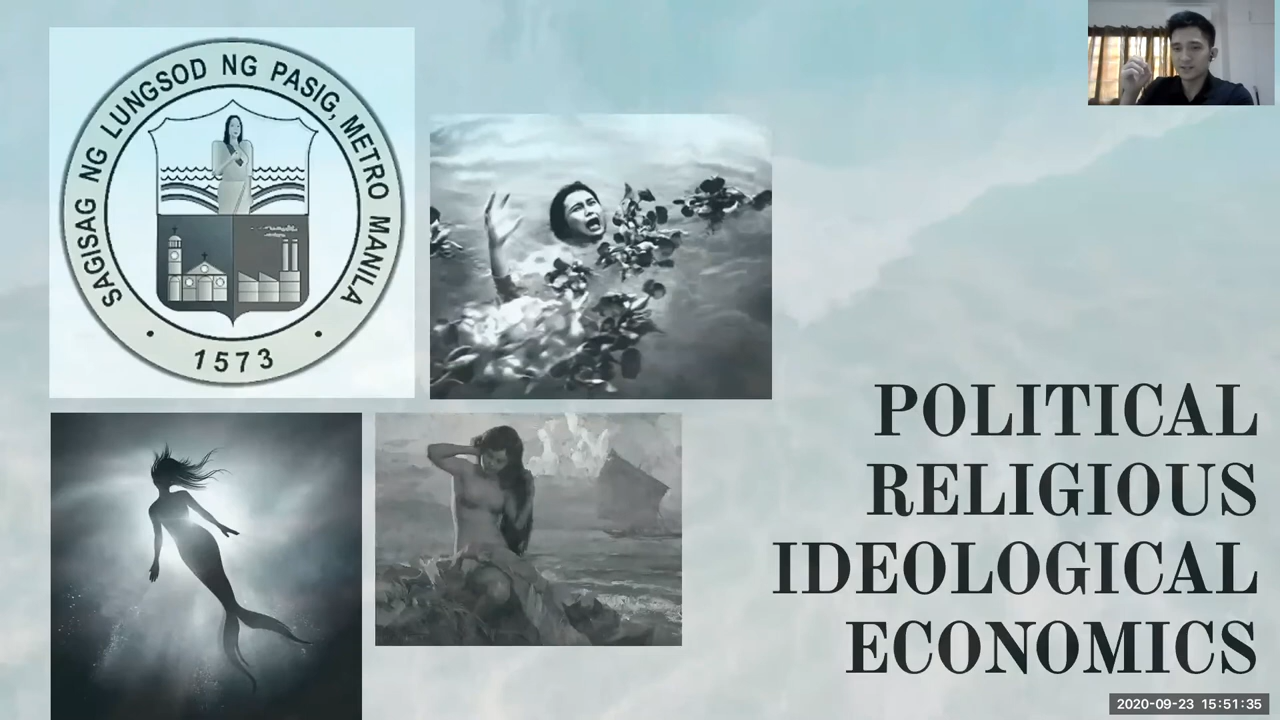 SAGISAG NG LUNGSOD NG PASIG, METRO MANILA
• 1573 •
POLITICAL
RELIGIOUS
IDEOLOGICAL
ECONOMICS
2020-09-23 15:51:35